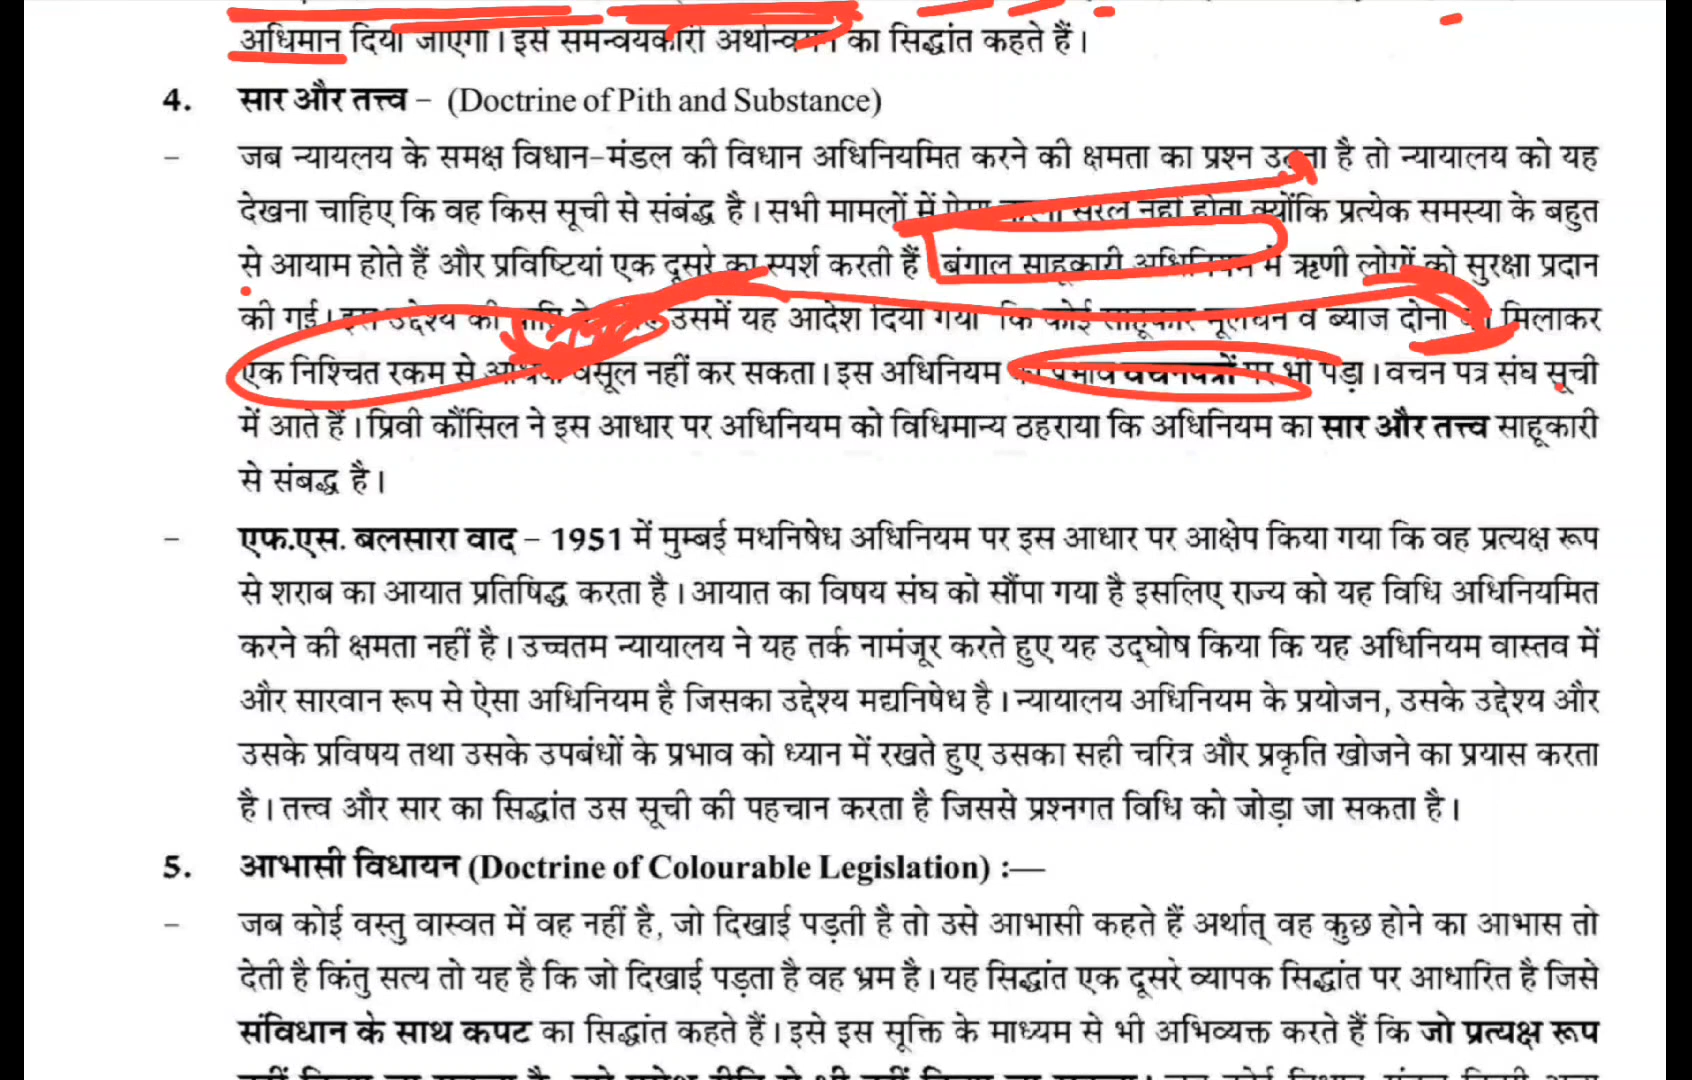 अधिमान दिया जाएगा। इसे समन्वयकारी अर्थान्वयन का सिद्धांत कहते हैं।
4. सार और तत्त्व – (Doctrine of Pith and Substance)
– जब न्यायलय के समक्ष विधान-मंडल की विधान अधिनियमित करने की क्षमता का प्रश्न उठता है तो न्यायालय को यह
देखना चाहिए कि वह किस सूची से संबंद्ध है। सभी मामलों में ऐसा करना सरल नहीं होता क्योंकि प्रत्येक समस्या के बहुत
से आयाम होते हैं और प्रविष्टियां एक दूसरे का स्पर्श करती हैं बंगाल साहूकारी अधिनियम में ऋणी लोगों को सुरक्षा प्रदान
की गई। इस उद्देश्य की उसमें यह आदेश दिया गया कि कोई साहूकार मूलधन व ब्याज दोनों मिलाकर
एक निश्चित रकम से अधिक वसूल नहीं कर सकता। इस अधिनियम का प्रभाव वचनपत्रों पर भी पड़ा। वचन पत्र संघ सूची
में आते हैं। प्रिवी कौंसिल ने इस आधार पर अधिनियम को विधिमान्य ठहराया कि अधिनियम का सार और तत्त्व साहूकारी
से संबद्ध है।
– एफ.एस. बलसारा वाद – 1951 में मुम्बई मधनिषेध अधिनियम पर इस आधार पर आक्षेप किया गया कि वह प्रत्यक्ष रूप
से शराब का आयात प्रतिषिद्ध करता है। आयात का विषय संघ को सौंपा गया है इसलिए राज्य को यह विधि अधिनियमित
करने की क्षमता नहीं है। उच्चतम न्यायालय ने यह तर्क नामंजूर करते हुए यह उद्घोष किया कि यह अधिनियम वास्तव में
और सारवान रूप से ऐसा अधिनियम है जिसका उद्देश्य मद्यनिषेध है। न्यायालय अधिनियम के प्रयोजन, उसके उद्देश्य और
उसके प्रविषय तथा उसके उपबंधों के प्रभाव को ध्यान में रखते हुए उसका सही चरित्र और प्रकृति खोजने का प्रयास करता
है। तत्त्व और सार का सिद्धांत उस सूची की पहचान करता है जिससे प्रश्नगत विधि को जोड़ा जा सकता है।
5. आभासी विधायन (Doctrine of Colourable Legislation) :—
– जब कोई वस्तु वास्वत में वह नहीं है, जो दिखाई पड़ती है तो उसे आभासी कहते हैं अर्थात् वह कुछ होने का आभास तो
देती है किंतु सत्य तो यह है कि जो दिखाई पड़ता है वह भ्रम है। यह सिद्धांत एक दूसरे व्यापक सिद्धांत पर आधारित है जिसे
संविधान के साथ कपट का सिद्धांत कहते हैं। इसे इस सूक्ति के माध्यम से भी अभिव्यक्त करते हैं कि जो प्रत्यक्ष रूप